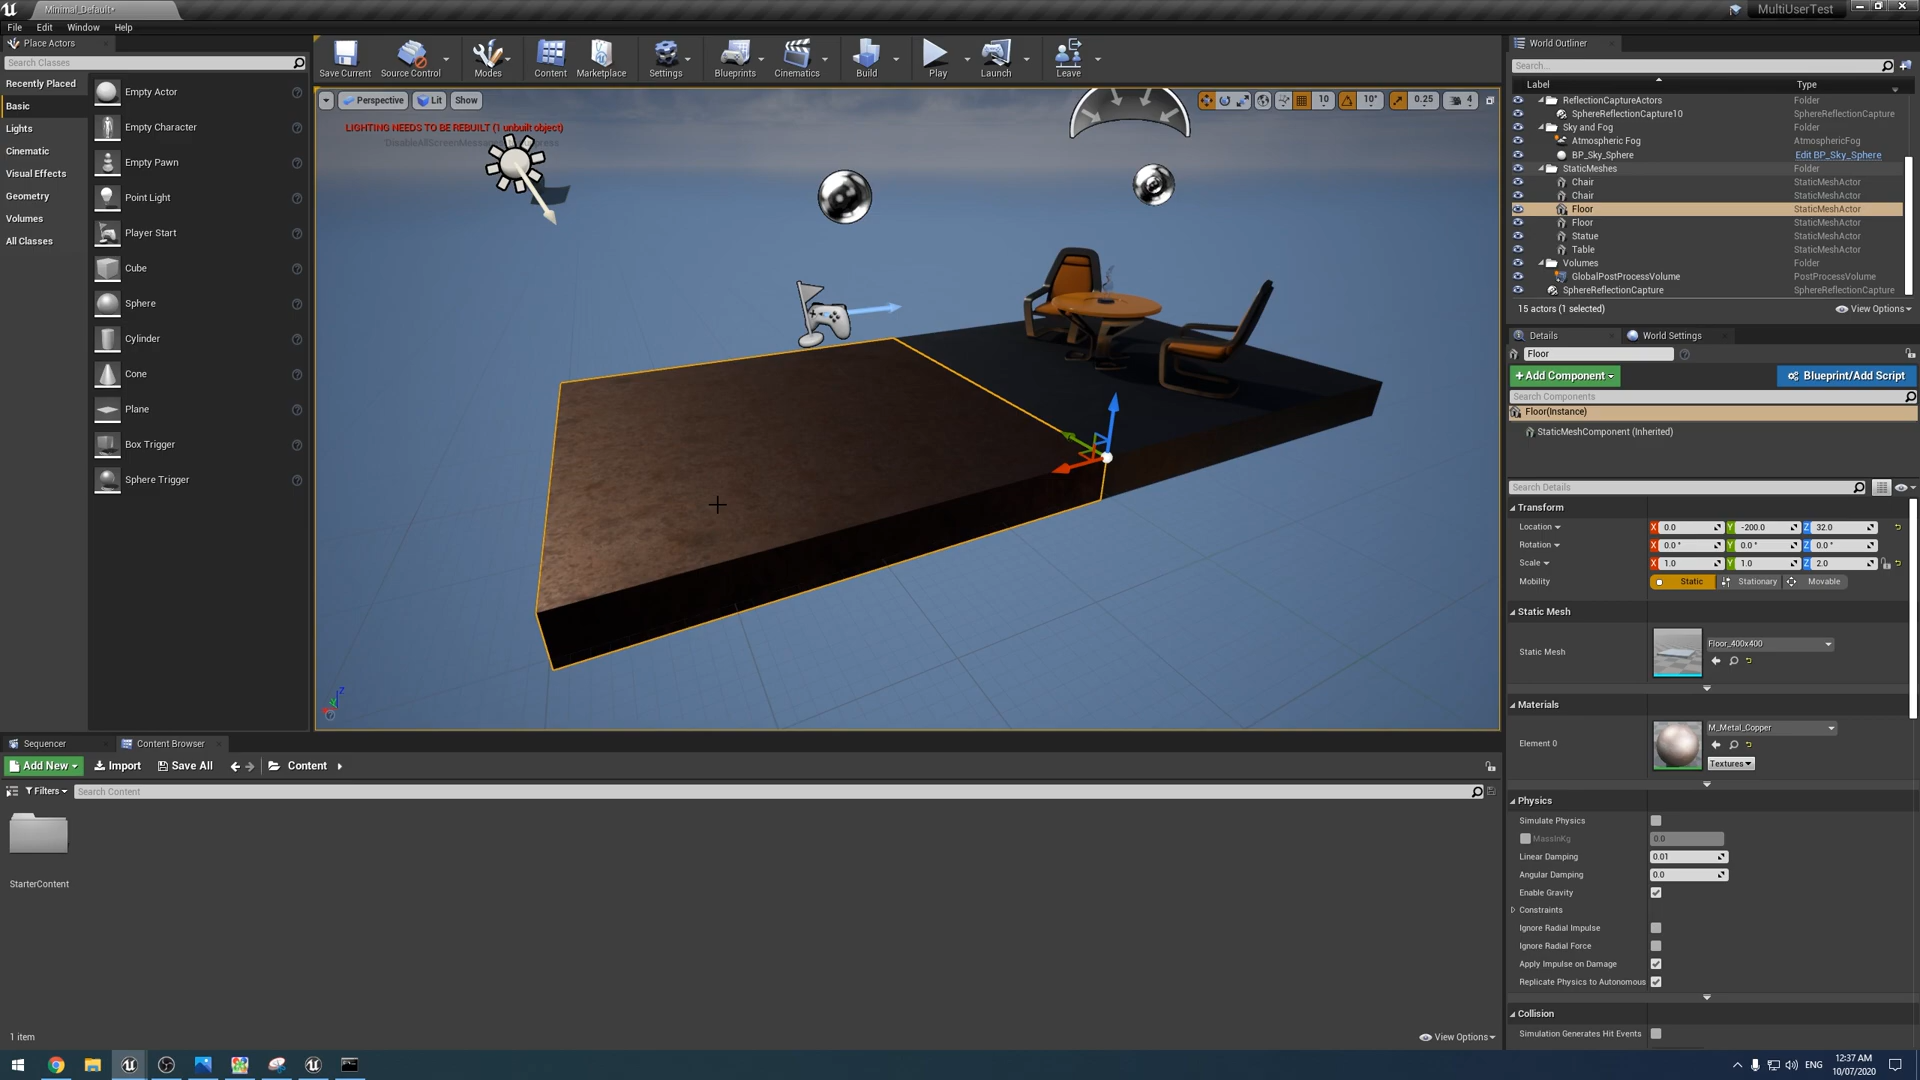 Minimal_Default*
MultiUserTest
File
Edit
Window
Help
Place Actors
Search Classes
Recently Placed
Basic
Lights
Cinematic
Visual Effects
Geometry
Volumes
All Classes
Empty Actor
Empty Character
Empty Pawn
Point Light
Player Start
Cube
Sphere
Cylinder
Cone
Plane
Box Trigger
Sphere Trigger
Save Current
Source Control
Modes
Content
Marketplace
Settings
Blueprints
Cinematics
Build
Play
Launch
Leave
Perspective
Lit
Show
10
10°
0.25
4
LIGHTING NEEDS TO BE REBUILT (1 unbuilt object)
World Outliner
Search...
Label
Type
ReflectionCaptureActors
Folder
SphereReflectionCapture10
SphereReflectionCapture
Sky and Fog
Folder
Atmospheric Fog
AtmosphericFog
BP_Sky_Sphere
Edit BP_Sky_Sphere
StaticMeshes
Folder
Chair
StaticMeshActor
Chair
StaticMeshActor
Floor
StaticMeshActor
Floor
StaticMeshActor
Statue
StaticMeshActor
Table
StaticMeshActor
Volumes
Folder
GlobalPostProcessVolume
PostProcessVolume
SphereReflectionCapture
SphereReflectionCapture
15 actors (1 selected)
View Options
Details
World Settings
Floor
+Add Component
Blueprint/Add Script
Search Components
Floor(Instance)
StaticMeshComponent (Inherited)
Search Details
Transform
Location
X 0.0
Y -200.0
Z 32.0
Rotation
X 0.0 °
Y 0.0 °
Z 0.0 °
Scale
X 1.0
Y 1.0
Z 2.0
Mobility
Static
Stationary
Movable
Static Mesh
Static Mesh
Floor_400x400
Materials
Element 0
M_Metal_Copper
Textures
Physics
Simulate Physics
MassInKg
0.0
Linear Damping
0.01
Angular Damping
0.0
Enable Gravity
Constraints
Ignore Radial Impulse
Ignore Radial Force
Apply Impulse on Damage
Replicate Physics to Autonomous
Collision
Simulation Generates Hit Events
Sequencer
Content Browser
Add New
Import
Save All
Content
Filters
Search Content
StarterContent
1 item
View Options
ENG
12:37 AM
10/07/2020